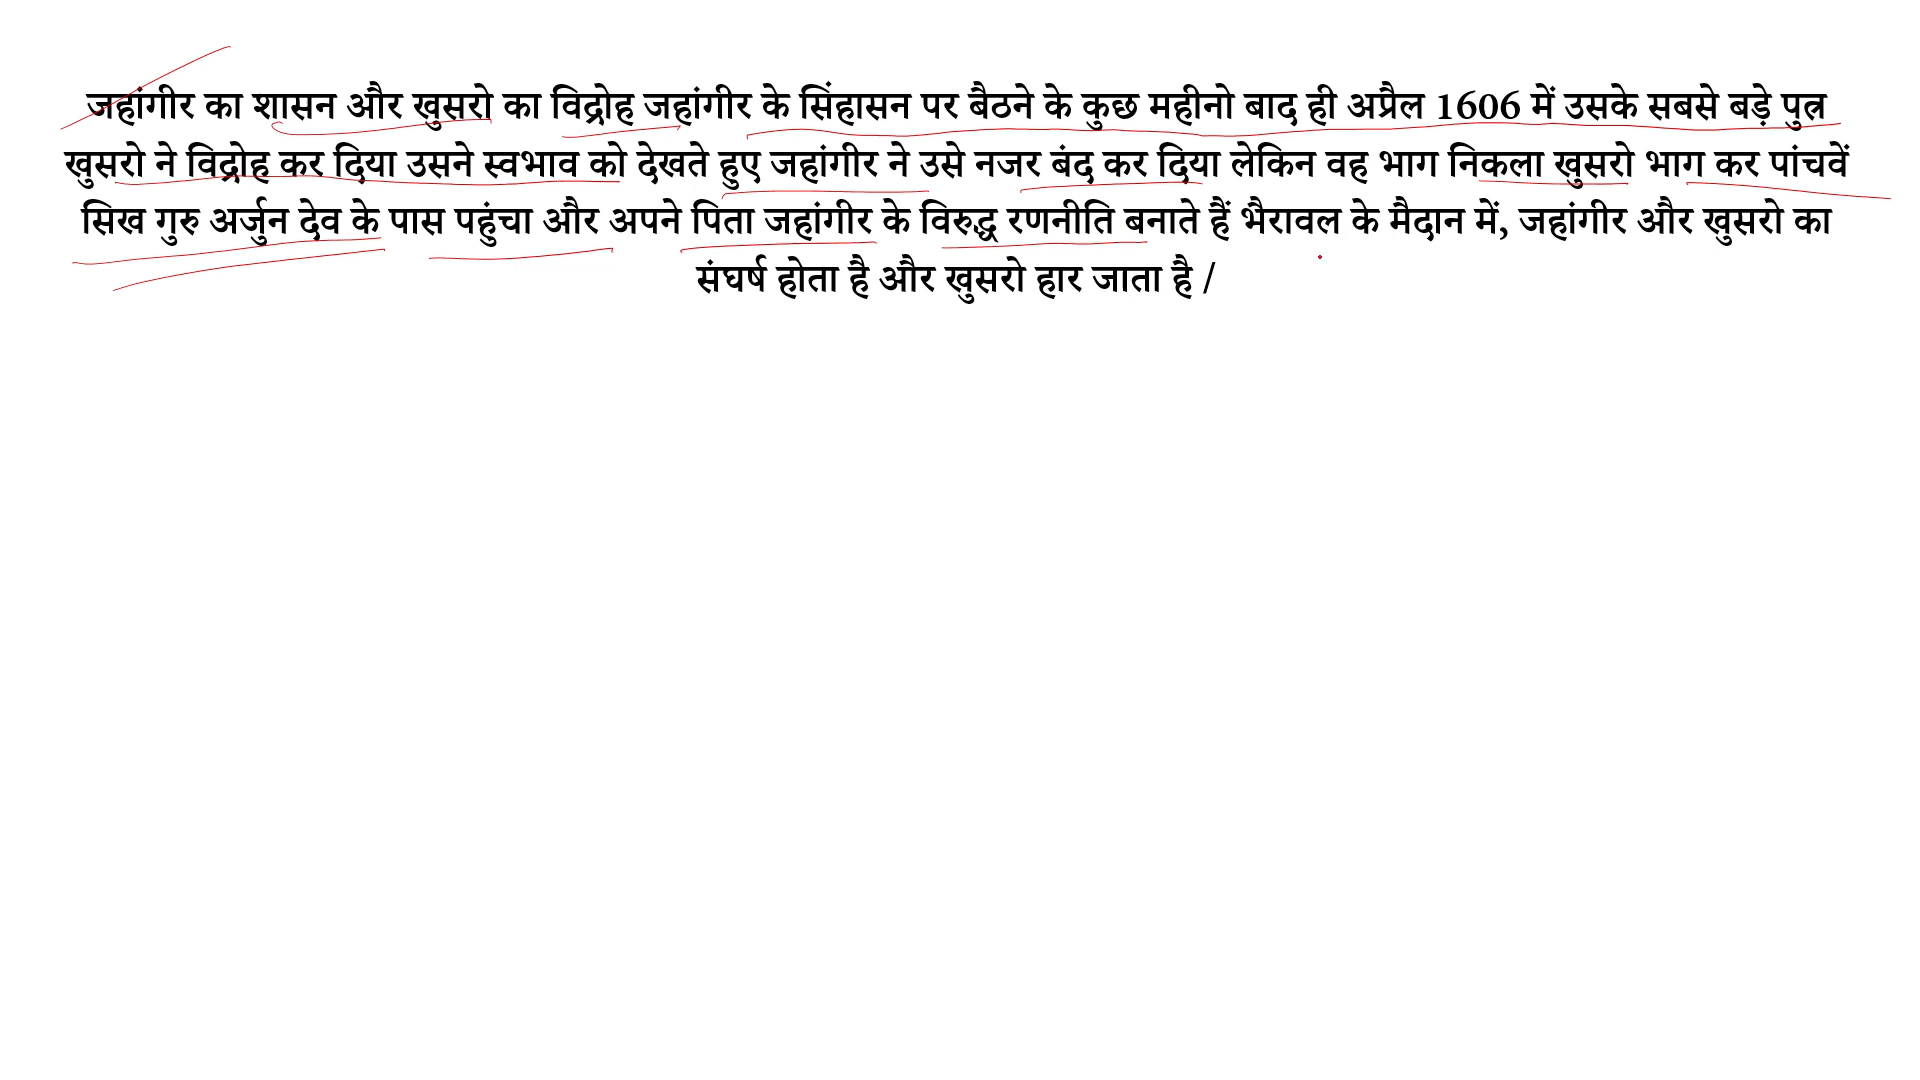 जहांगीर का शासन और खुसरो का विद्रोह जहांगीर के सिंहासन पर बैठने के कुछ महीनो बाद ही अप्रैल 1606 में उसके सबसे बड़े पुत्र
खुसरो ने विद्रोह कर दिया उसने स्वभाव को देखते हुए जहांगीर ने उसे नजर बंद कर दिया लेकिन वह भाग निकला खुसरो भाग कर पांचवें
सिख गुरु अर्जुन देव के पास पहुंचा और अपने पिता जहांगीर के विरुद्ध रणनीति बनाते हैं भैरावल के मैदान में, जहांगीर और खुसरो का
संघर्ष होता है और खुसरो हार जाता है /